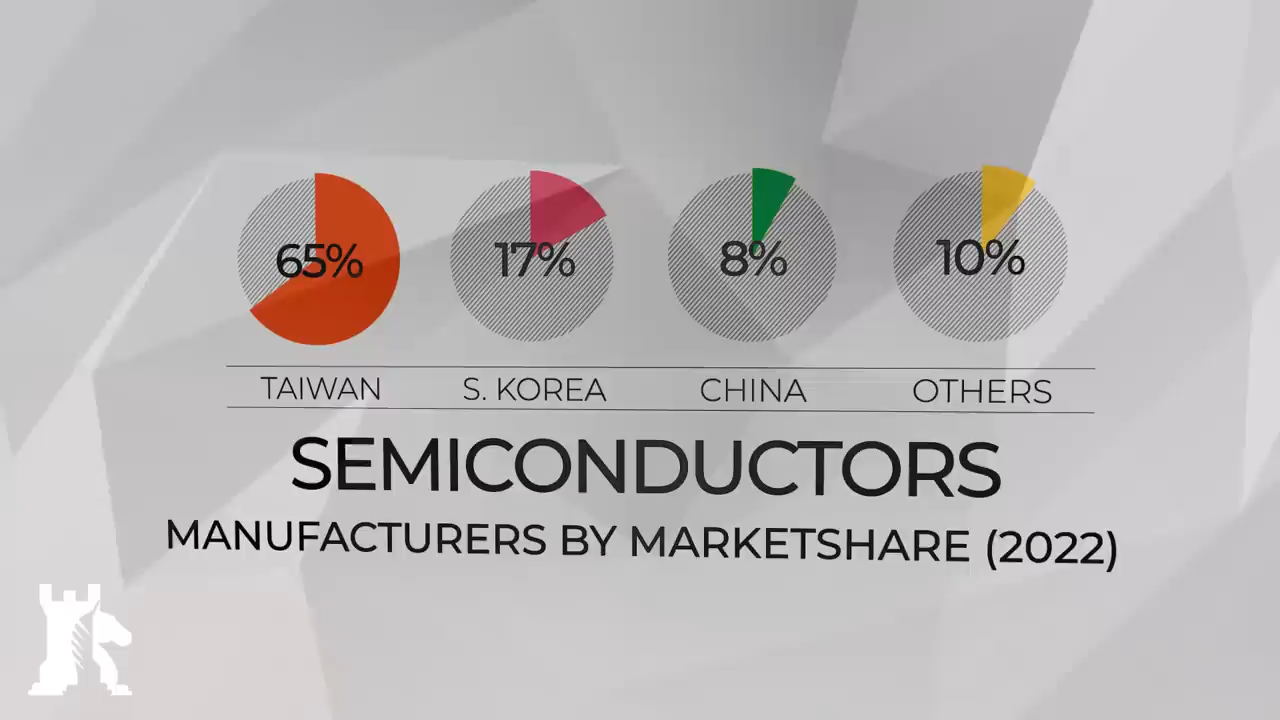 65% 17% 8% 10%
TAIWAN S. KOREA CHINA OTHERS
SEMICONDUCTORS
MANUFACTURERS BY MARKETSHARE (2022)